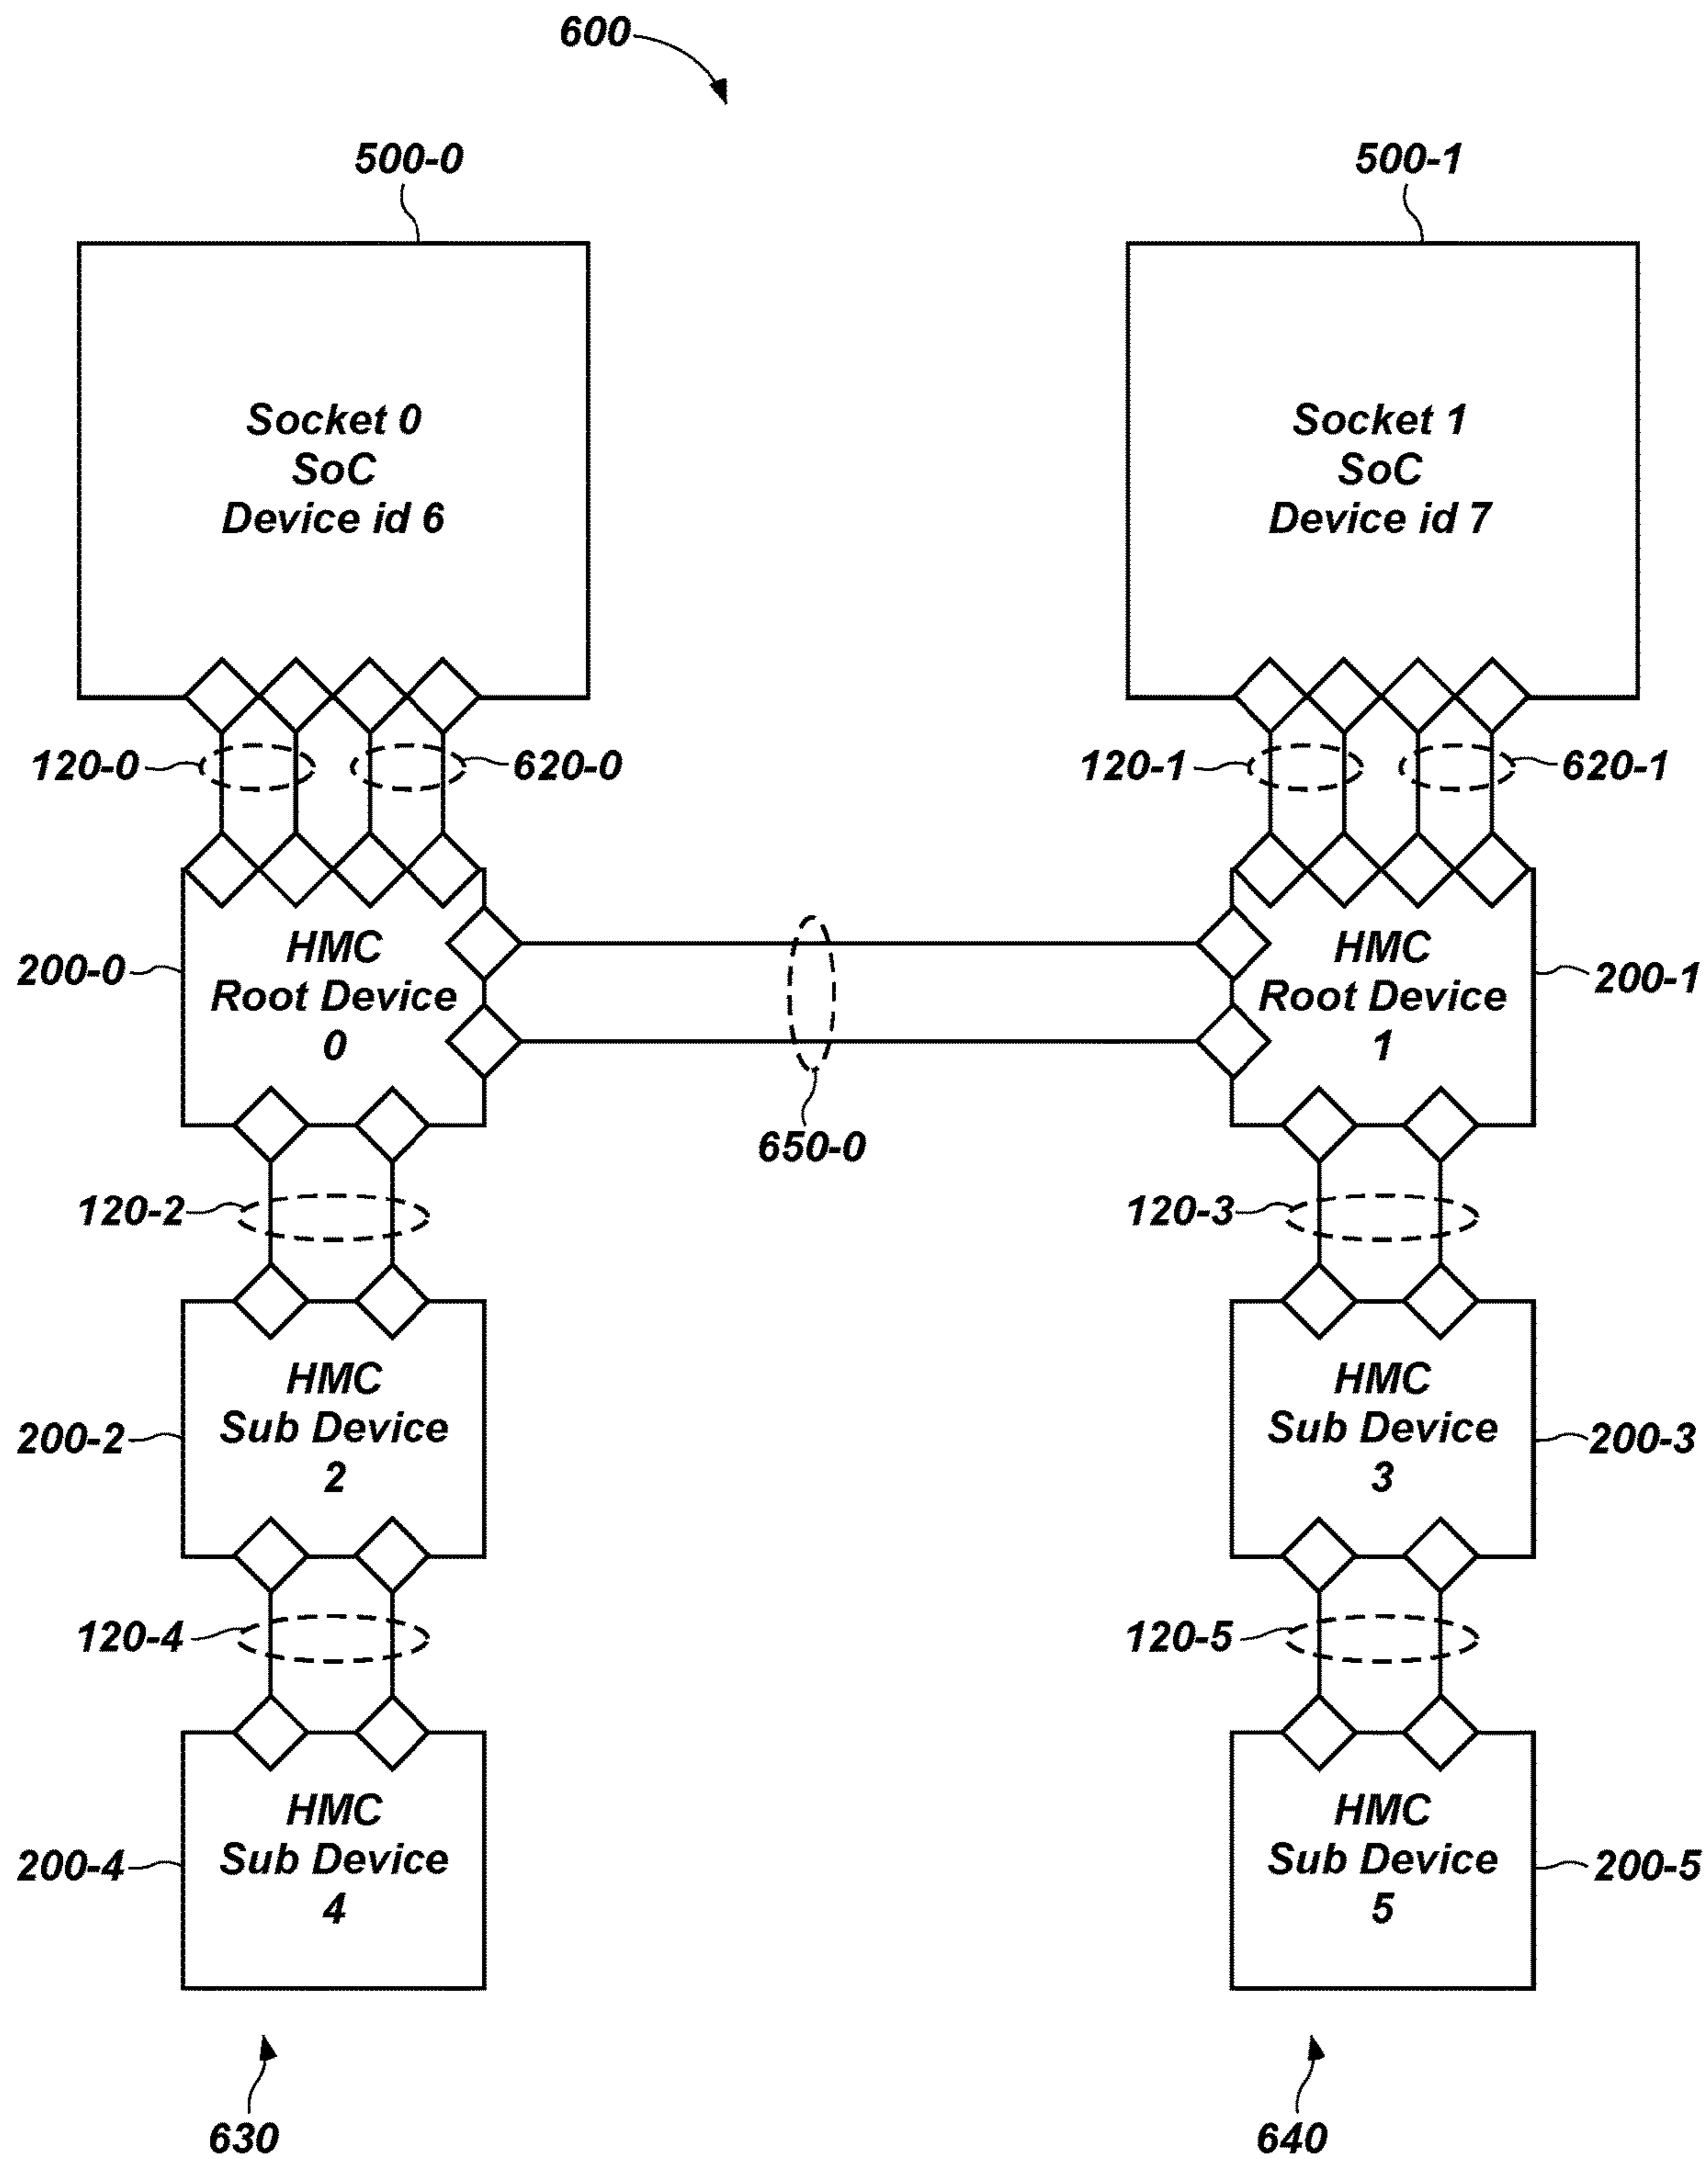 600
500-0
500-1
Socket 0
SoC
Device id 6
Socket 1
SoC
Device id 7
120-0
620-0
120-1
620-1
200-0
HMC
Root Device
0
HMC
Root Device
1
200-1
650-0
120-2
120-3
200-2
HMC
Sub Device
2
HMC
Sub Device
3
200-3
120-4
120-5
200-4
HMC
Sub Device
4
HMC
Sub Device
5
200-5
630
640